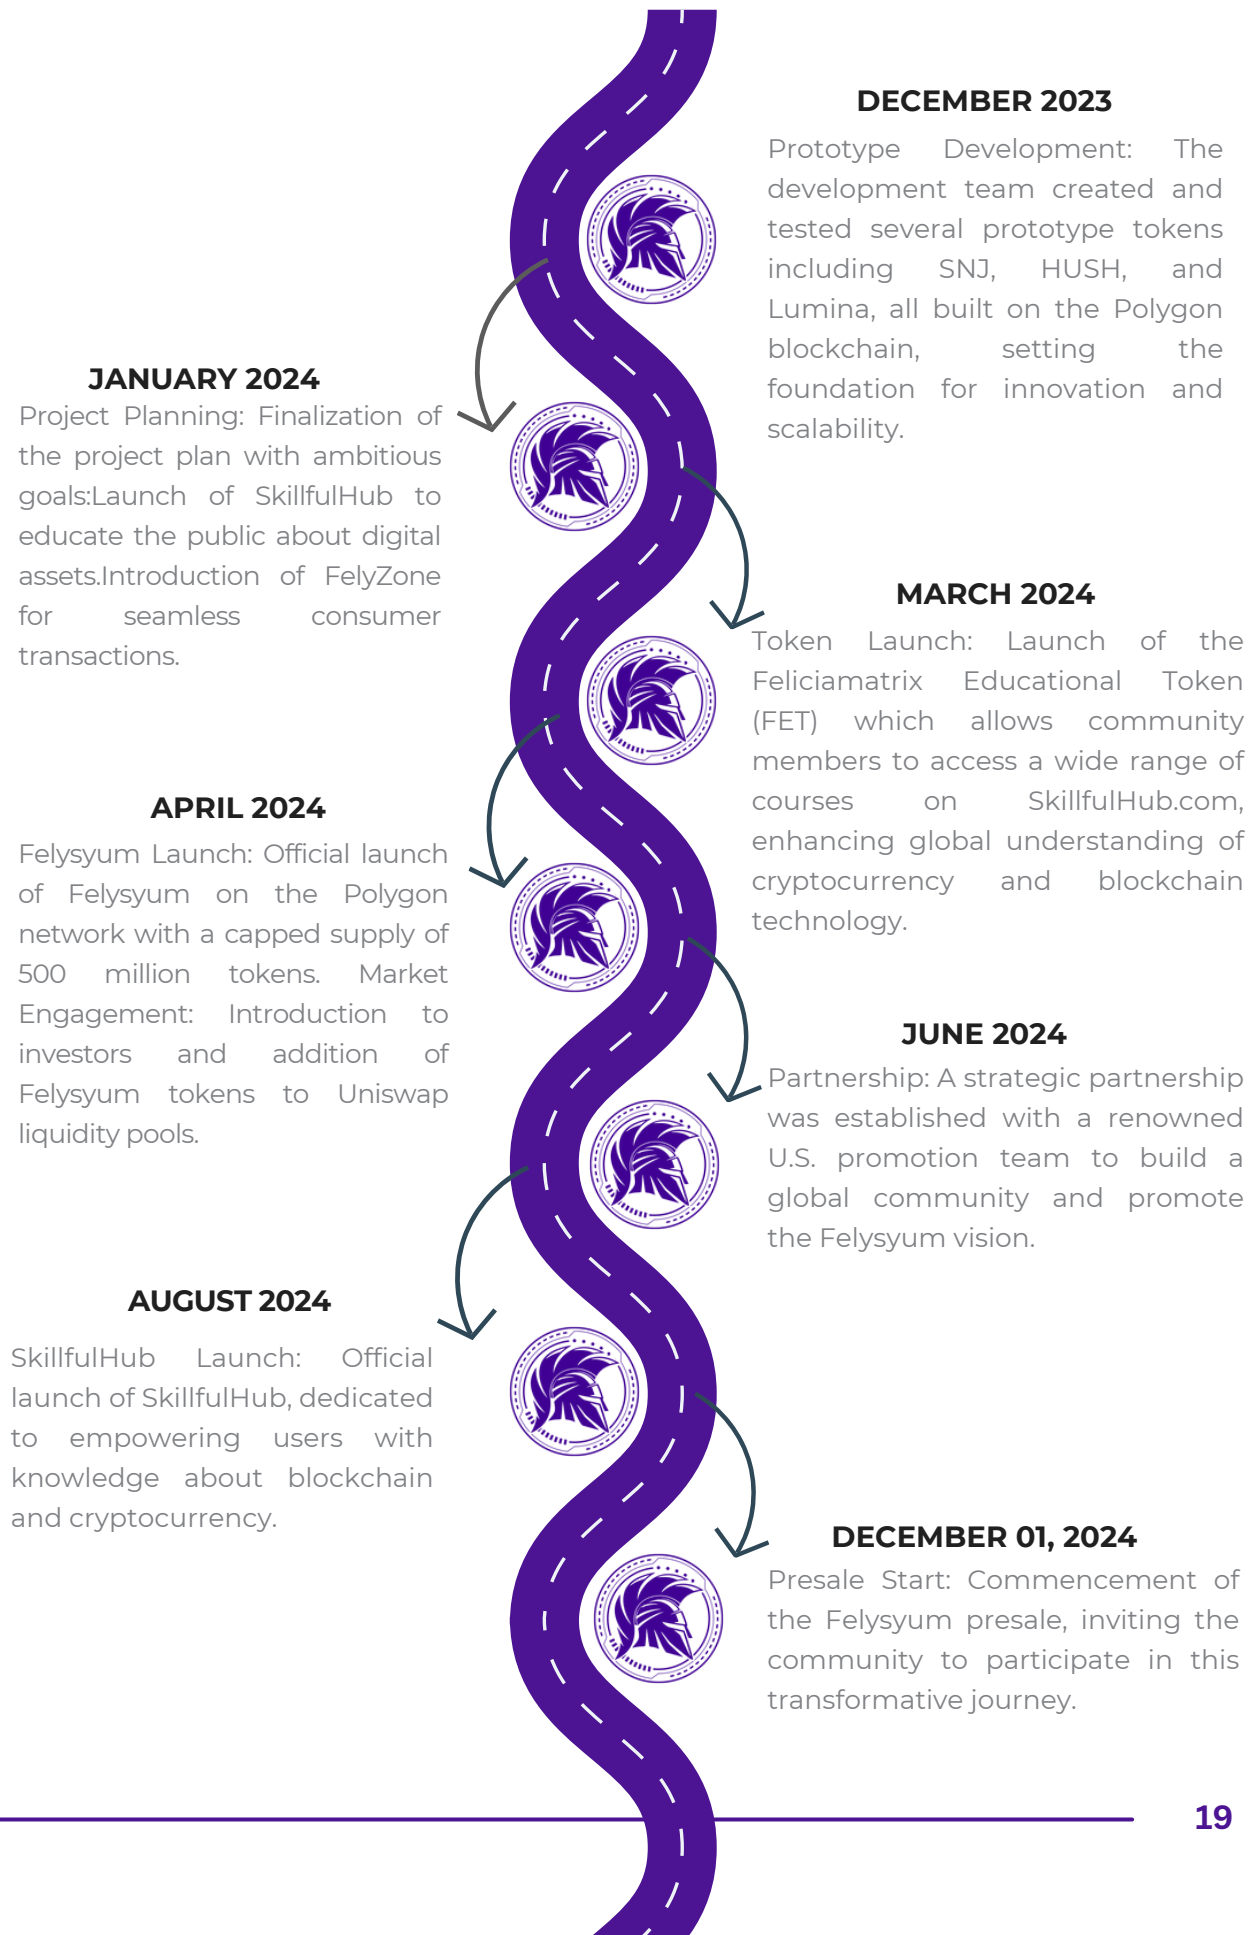 DECEMBER 2023
Prototype Development: The
development team created and
tested several prototype tokens
including SNJ, HUSH, and
Lumina, all built on the Polygon
blockchain, setting the
foundation for innovation and
scalability.
JANUARY 2024
Project Planning: Finalization of
the project plan with ambitious
goals:Launch of SkillfulHub to
educate the public about digital
assets.Introduction of FelyZone
for seamless consumer
transactions.
MARCH 2024
Token Launch: Launch of the
Feliciamatrix Educational Token
(FET) which allows community
members to access a wide range of
courses on SkillfulHub.com,
enhancing global understanding of
cryptocurrency and blockchain
technology.
APRIL 2024
Felysyum Launch: Official launch
of Felysyum on the Polygon
network with a capped supply of
500 million tokens. Market
Engagement: Introduction to
investors and addition of
Felysyum tokens to Uniswap
liquidity pools.
JUNE 2024
Partnership: A strategic partnership
was established with a renowned
U.S. promotion team to build a
global community and promote
the Felysyum vision.
AUGUST 2024
SkillfulHub Launch: Official
launch of SkillfulHub, dedicated
to empowering users with
knowledge about blockchain
and cryptocurrency.
DECEMBER 01, 2024
Presale Start: Commencement of
the Felysyum presale, inviting the
community to participate in this
transformative journey.
19